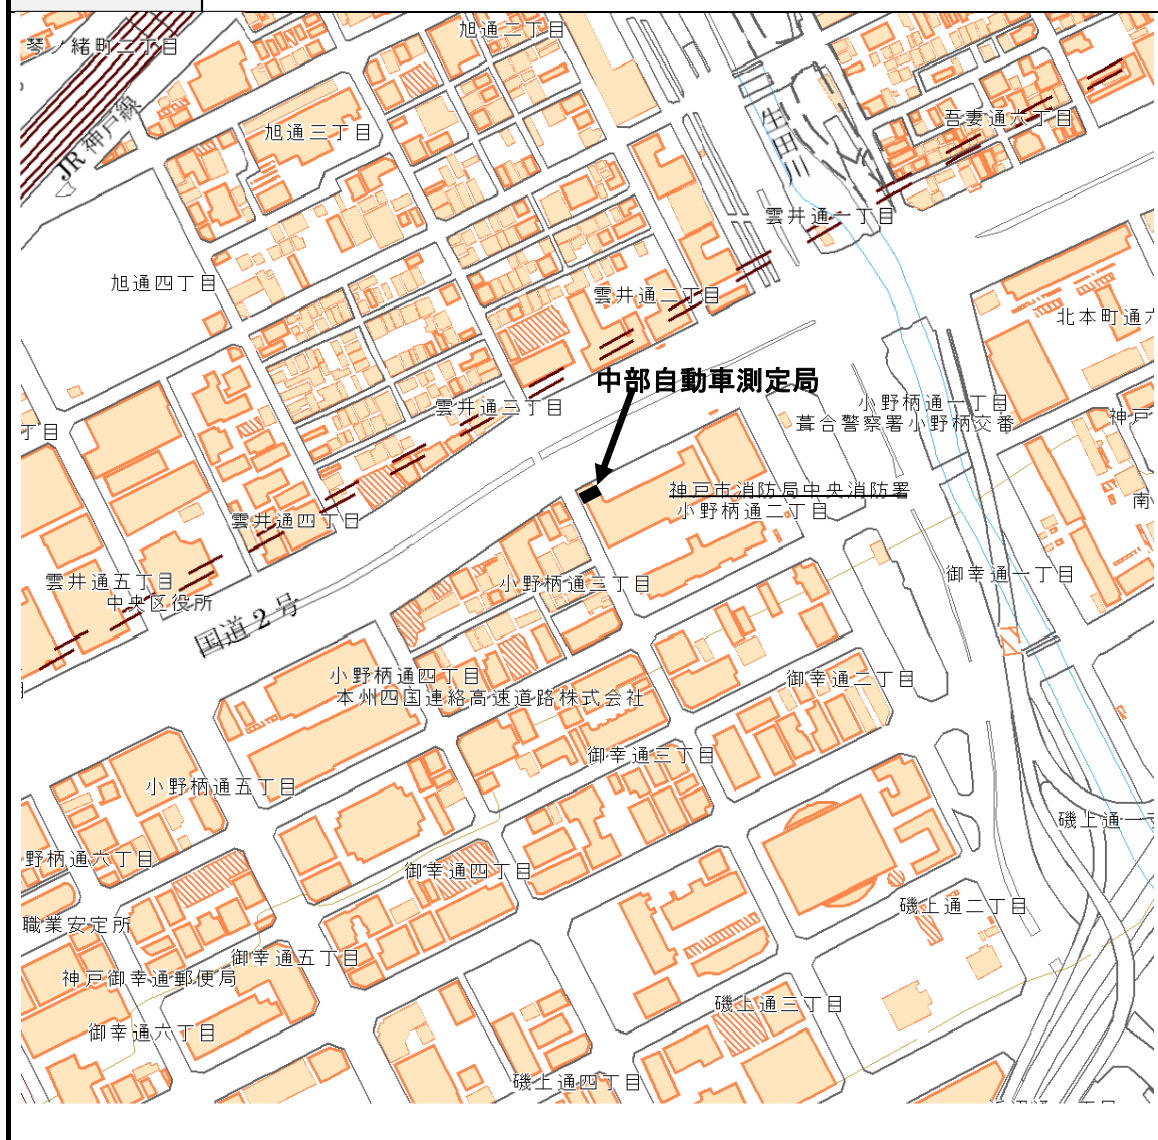 旭通二丁目
琴ノ緒町二丁目
JR 神戸線
旭通三丁目
生田川
吾妻通六丁目
雲井通一丁目
旭通四丁目
雲井通二丁目
北本町通六
中部自動車測定局
雲井通三丁目
小野柄通一丁目
葺合警察署小野柄交番
神戸
丁目
神戸市消防局中央消防署
小野柄通二丁目
南
雲井通四丁目
雲井通五丁目
中央区役所
小野柄通三丁目
御幸通一丁目
国道2号
小野柄通四丁目
本州四国連絡高速道路株式会社
御幸通二丁目
御幸通三丁目
小野柄通五丁目
磯上通一丁
野柄通六丁目
御幸通四丁目
磯上通二丁目
職業安定所
御幸通五丁目
神戸御幸通郵便局
磯上通三丁目
御幸通六丁目
磯上通四丁目